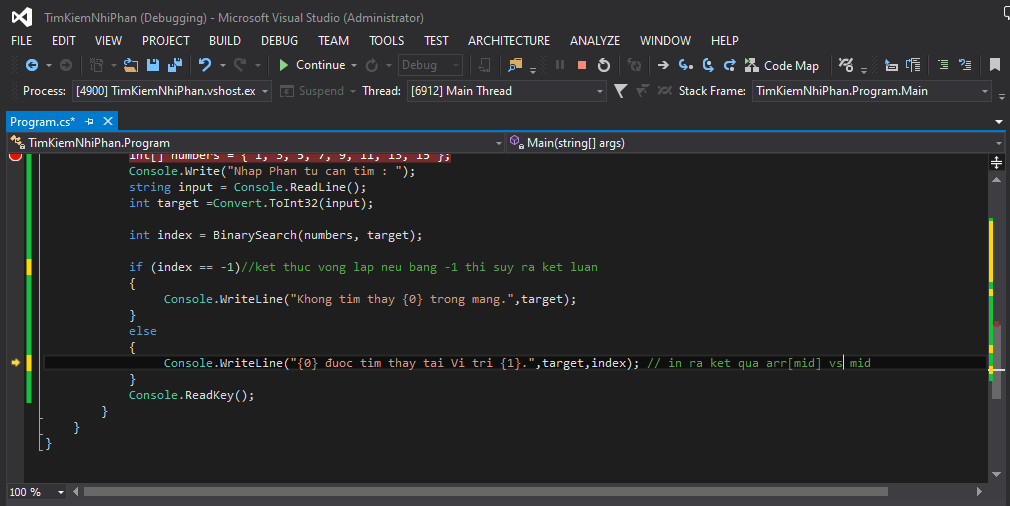 TimKiemNhiPhan (Debugging) - Microsoft Visual Studio (Administrator)
FILE EDIT VIEW PROJECT BUILD DEBUG TEAM TOOLS TEST ARCHITECTURE ANALYZE WINDOW HELP
Continue Debug Code Map
Process: [4900] TimKiemNhiPhan.vshost.ex Suspend Thread: [6912] Main Thread Stack Frame: TimKiemNhiPhan.Program.Main
Program.cs*
TimKiemNhiPhan.Program Main(string[] args)
int[] numbers = { 1, 3, 5, 7, 9, 11, 13, 15 };
Console.Write("Nhap Phan tu can tim : ");
string input = Console.ReadLine();
int target =Convert.ToInt32(input);
int index = BinarySearch(numbers, target);
if (index == -1)//ket thuc vong lap neu bang -1 thi suy ra ket luan
{
Console.WriteLine("Khong tim thay {0} trong mang.",target);
}
else
{
Console.WriteLine("{0} đuoc tim thay tai Vi tri {1}.",target,index); // in ra ket qua arr[mid] vs mid
}
Console.ReadKey();
}
}
}
100 %